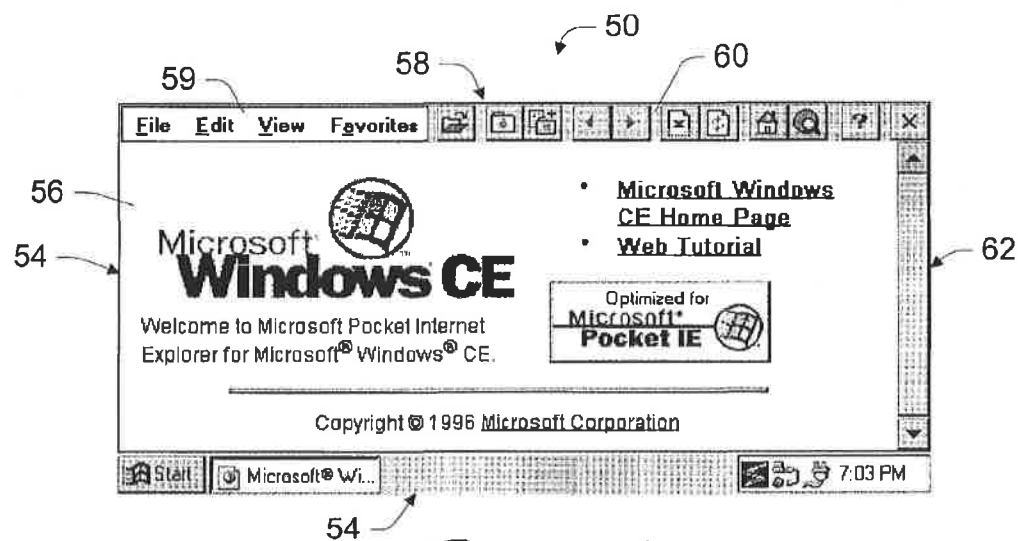 50
58
60
59
File Edit View Favorites ?
56
Microsoft
Windows CE
• Microsoft Windows
CE Home Page
• Web Tutorial
54
62
Optimized for
Microsoft
Pocket IE
Welcome to Microsoft Pocket Internet
Explorer for Microsoft® Windows® CE.
Copyright © 1996 Microsoft Corporation
Start Microsoft® Wi... 7:03 PM
54